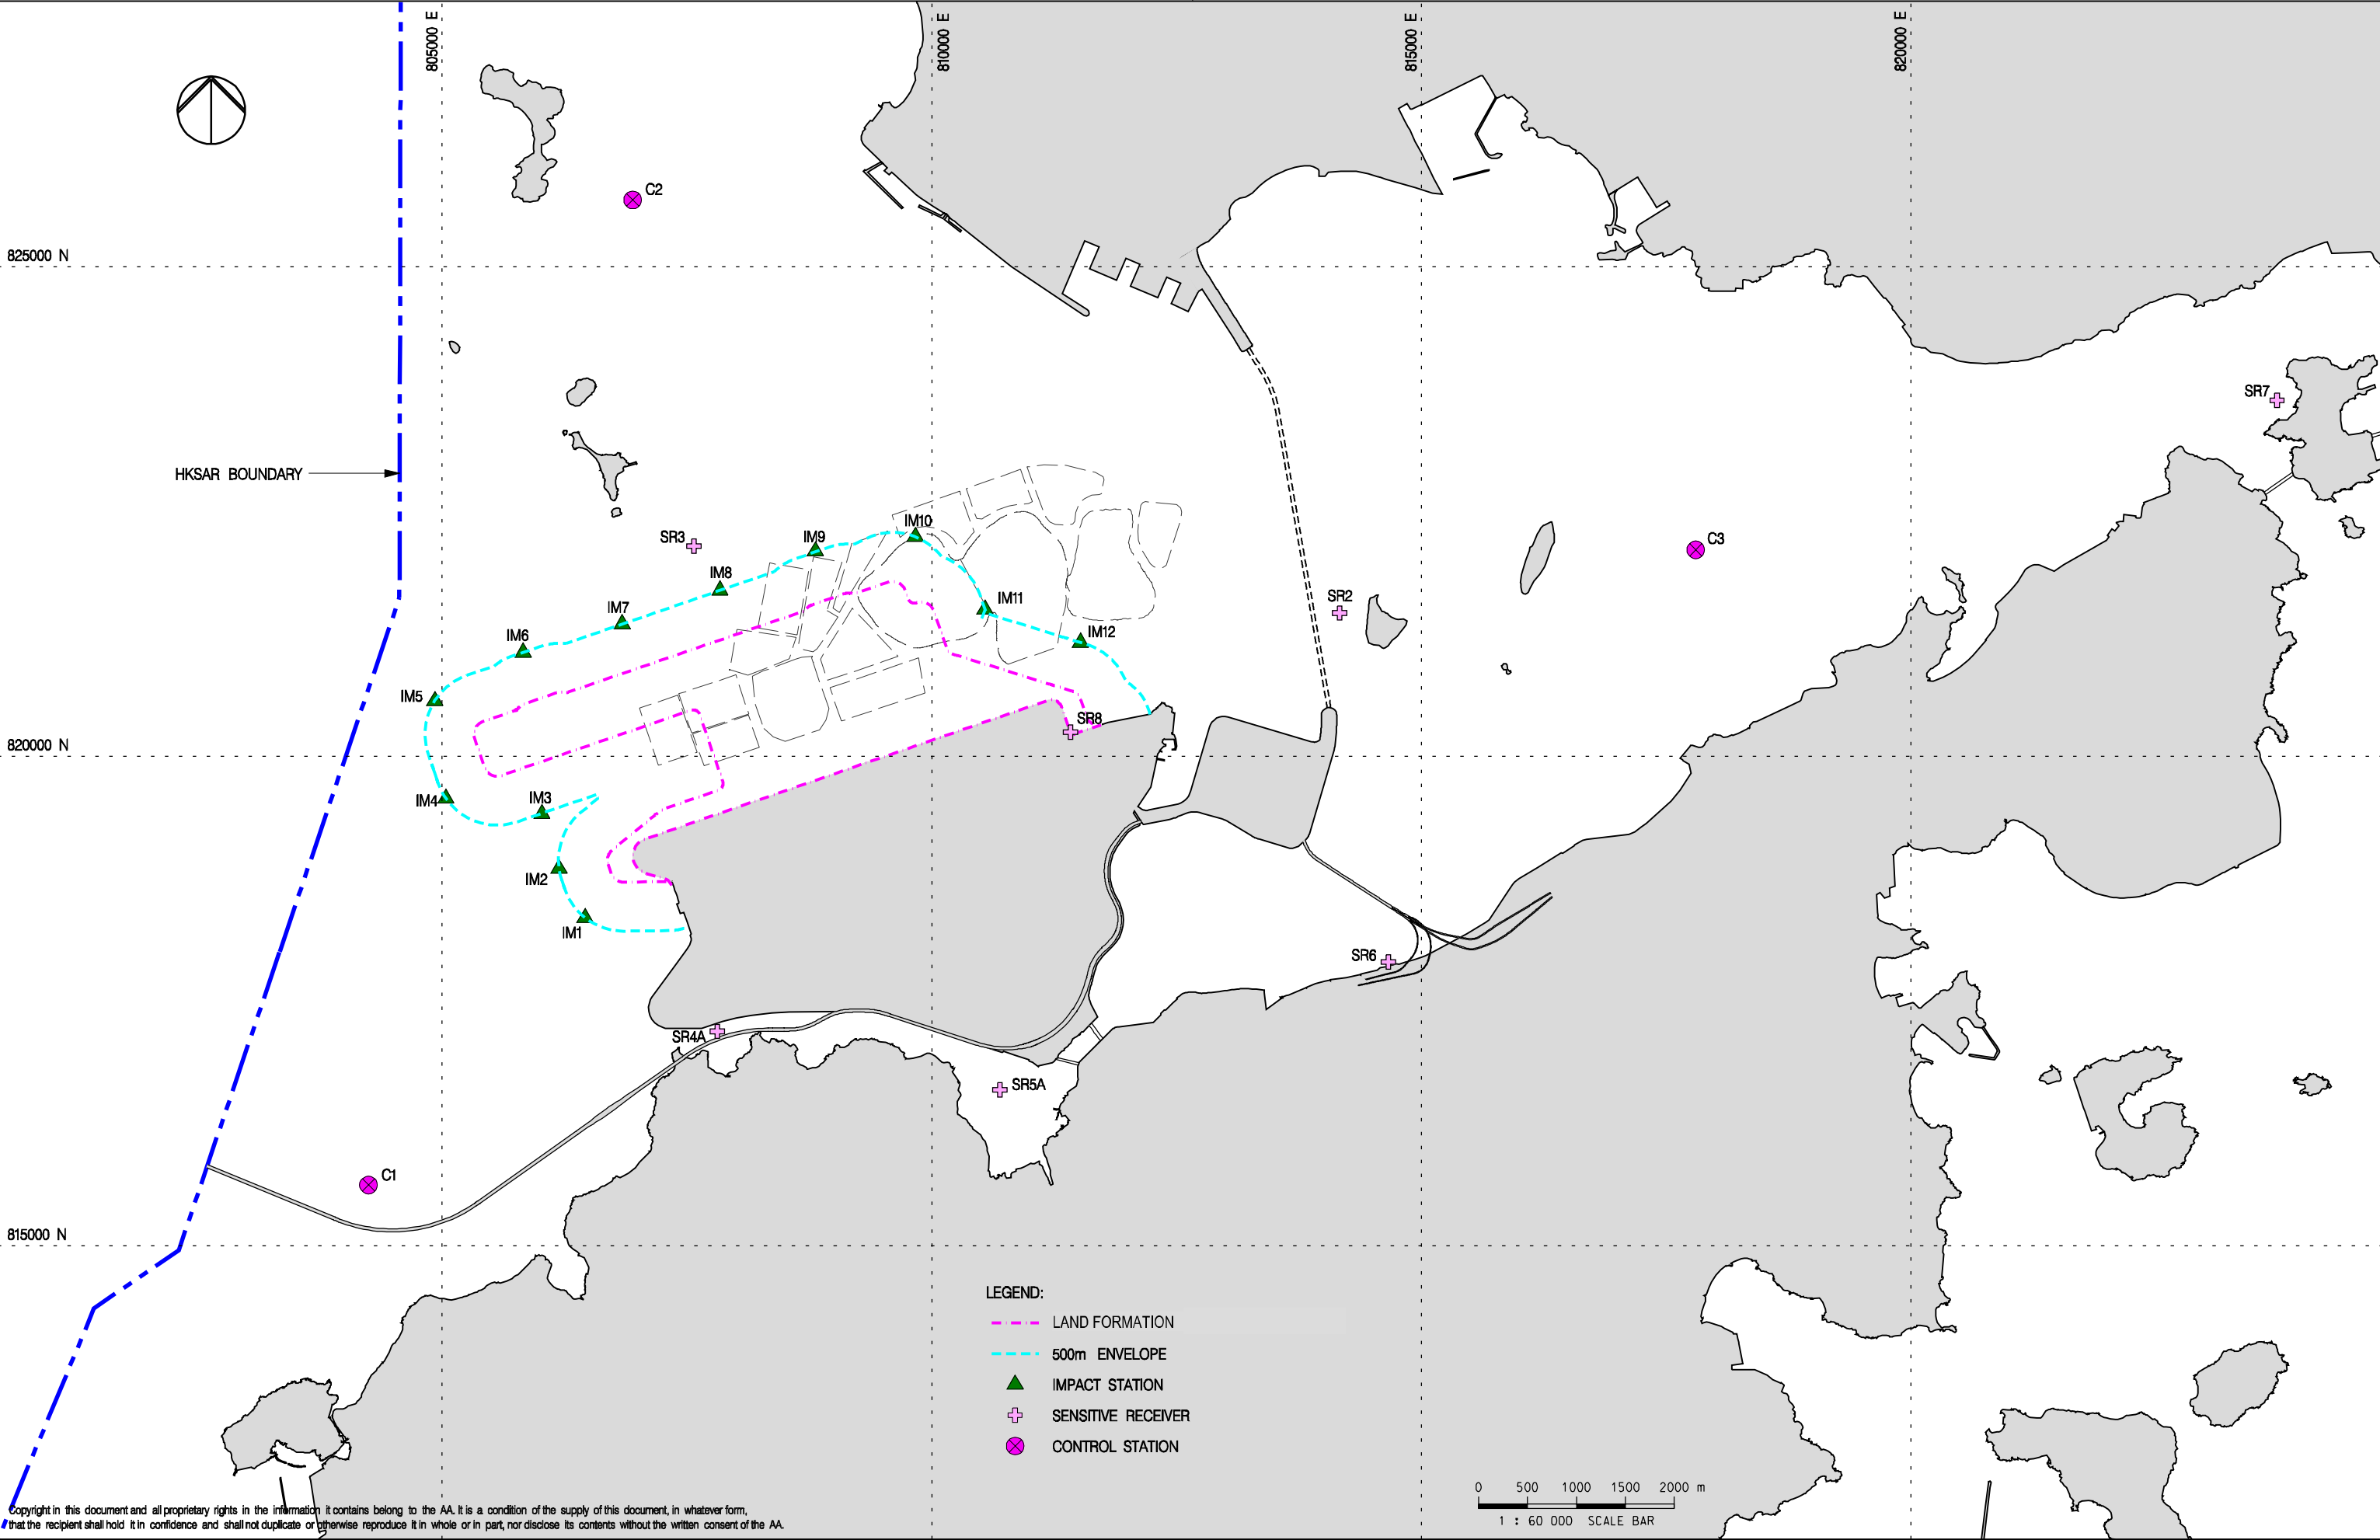 805000 E
810000 E
815000 E
820000 E
C2
825000 N
SR7
HKSAR BOUNDARY
IM10
IM9
SR3
C3
IM8
SR2
IM7
IM11
IM6
IM12
IM5
SR8
820000 N
IM3
IM4
IM2
IM1
SR6
SR4A
SR5A
C1
815000 N
LEGEND:
LAND FORMATION
500m ENVELOPE
IMPACT STATION
SENSITIVE RECEIVER
CONTROL STATION
0 500 1000 1500 2000 m
1 : 60 000 SCALE BAR
Copyright in this document and all proprietary rights in the information it contains belong to the AA. It is a condition of the supply of this document, in whatever form,
that the recipient shall hold it in confidence and shall not duplicate or otherwise reproduce it in whole or in part, nor disclose its contents without the written consent of the AA.